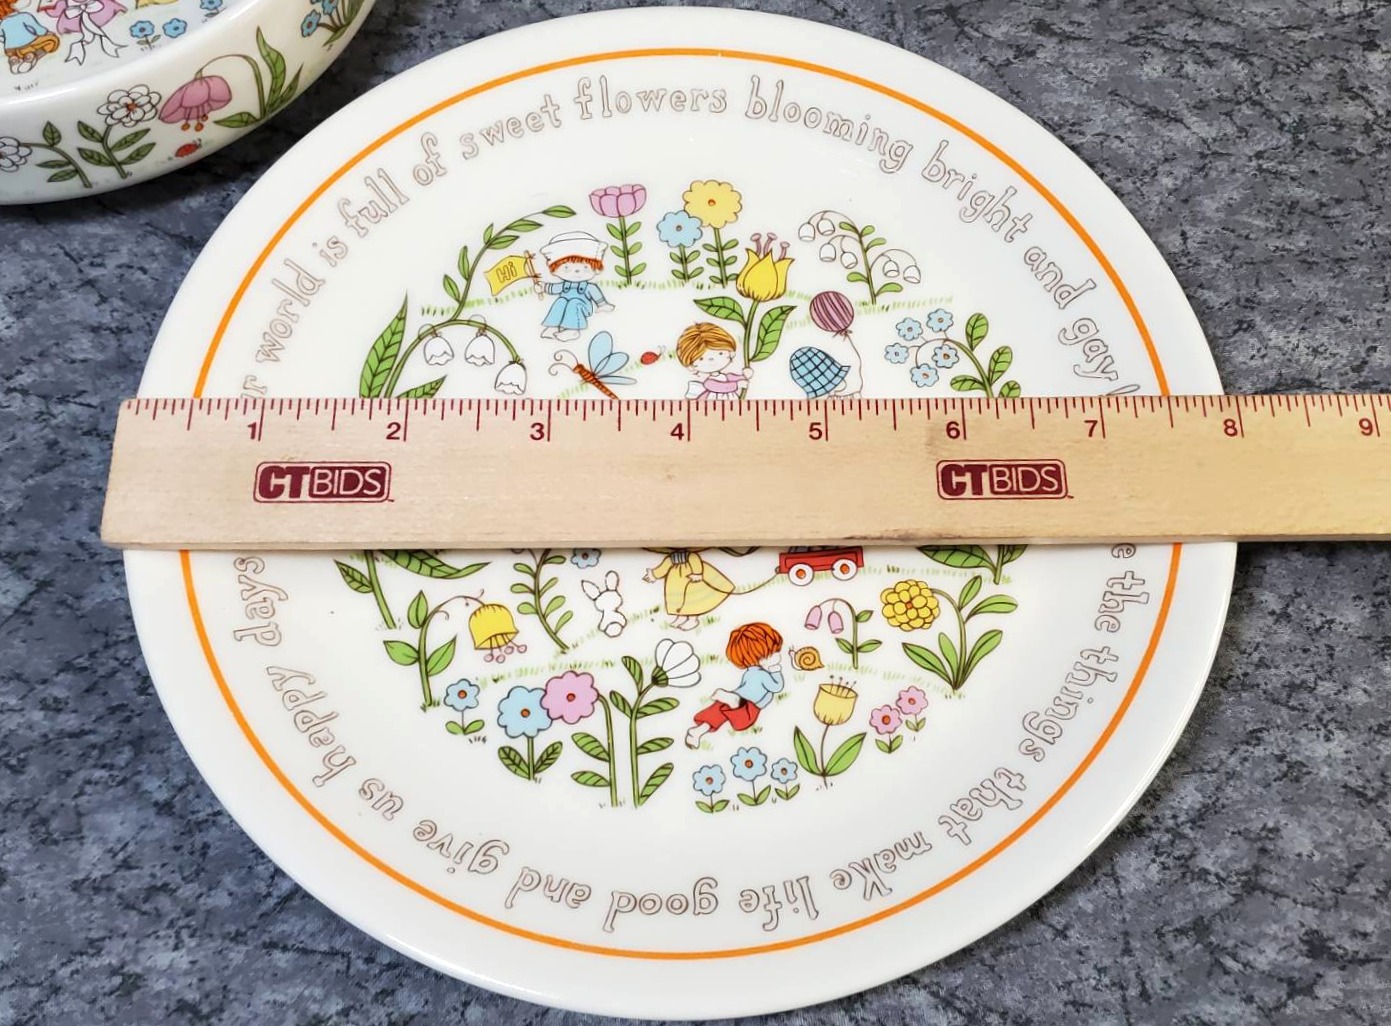 world is full of sweet flowers blooming bright and gay
the things that make life good and give us happy days
Hi
1 2 3 4 5 6 7 8 9
CTBIDS CTBIDS